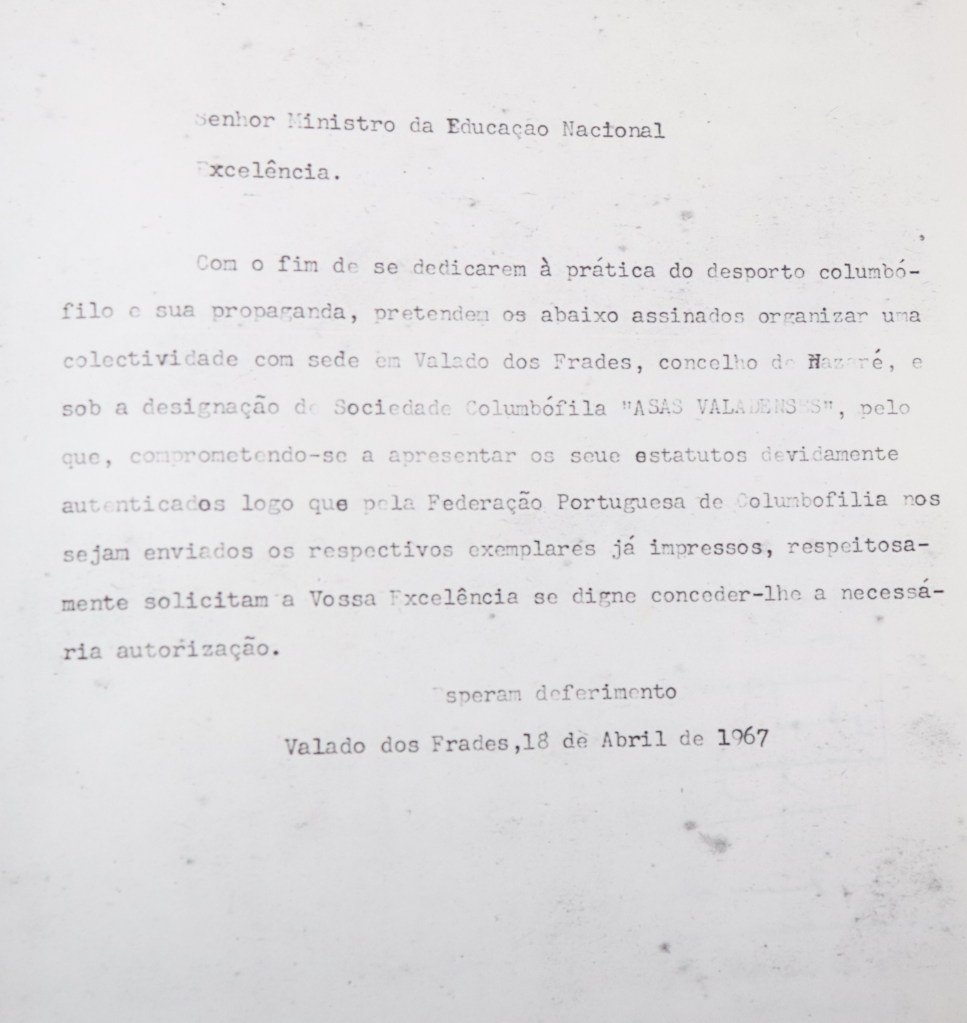 Senhor Ministro da Educação Nacional
Excelência.
Com o fim de se dedicarem à prática do desporto columbó-
filo e sua propaganda, pretendem os abaixo assinados organizar uma
colectividade com sede em Valado dos Frades, concelho de Nazaré, e
sob a designação de Sociedade Columbófila "ASAS VALADENSES", pelo
que, comprometendo-se a apresentar os seue estatutos devidamente
autenticados logo que pela Federação Portuguesa de Columbofilia nos
sejam enviados os respectivos exemplares já impressos, respeitosa-
mente solicitam a Vossa Excelência se digne conceder-lhe a necessá-
ria autorização.
Esperam deferimento
Valado dos Frades,18 de Abril de 1967